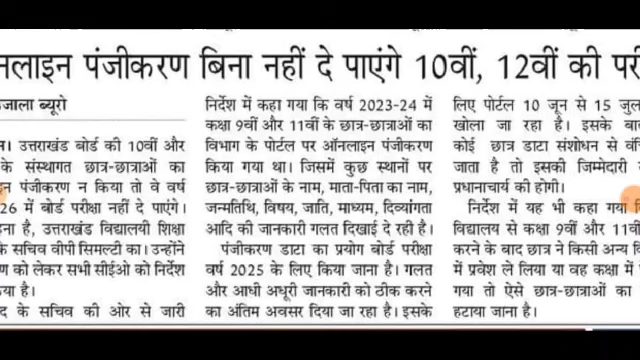 नलाइन पंजीकरण बिना नहीं दे पाएंगे 10वीं, 12वीं की परी
जाला ब्यूरो
न। उत्तराखंड बोर्ड की 10वीं और
के संस्थागत छात्र-छात्राओं का
इन पंजीकरण न किया तो वे वर्ष
26 में बोर्ड परीक्षा नहीं दे पाएंगे।
हना है, उत्तराखंड विद्यालयी शिक्षा
के सचिव वीपी सिमल्टी का। उन्होंने
ण को लेकर सभी सीईओ को निर्देश
या है।
द के सचिव की ओर से जारी
निर्देश में कहा गया कि वर्ष 2023-24 में
कक्षा 9वीं और 11वीं के छात्र-छात्राओं का
विभाग के पोर्टल पर ऑनलाइन पंजीकरण
किया गया था। जिसमें कुछ स्थानों पर
छात्र-छात्राओं के नाम, माता-पिता का नाम,
जन्मतिथि, विषय, जाति, माध्यम, दिव्यांगता
आदि की जानकारी गलत दिखाई दे रही है।
पंजीकरण डाटा का प्रयोग बोर्ड परीक्षा
वर्ष 2025 के लिए किया जाना है। गलत
और आधी अधूरी जानकारी को ठीक करने
का अंतिम अवसर दिया जा रहा है। इसके
लिए पोर्टल 10 जून से 15 जुल
खोला जा रहा है। इसके बा
कोई छात्र डाटा संशोधन से वं
जाता है तो इसकी जिम्मेदारी
प्रधानाचार्य की होगी।
निर्देश में यह भी कहा गया
विद्यालय से कक्षा 9वीं और 11वीं
करने के बाद छात्र ने किसी अन्य वि
में प्रवेश ले लिया या वह कक्षा में
गया तो ऐसे छात्र-छात्राओं का
हटाया जाना है।